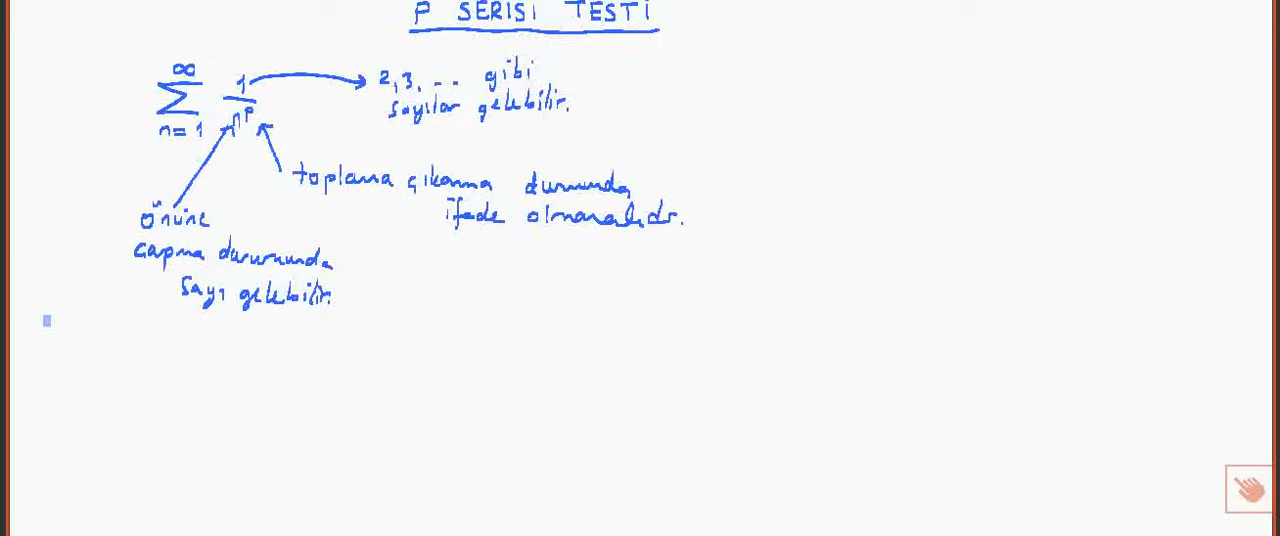 P SERİSİ TESTİ
∞
∑ 1/n^p
n=1
2,3, ... gibi
sayılar gelebilir.
toplama çıkarma durumunda
ifade olmamalıdır.
önüne
çarpma durumunda
sayı gelebilir.